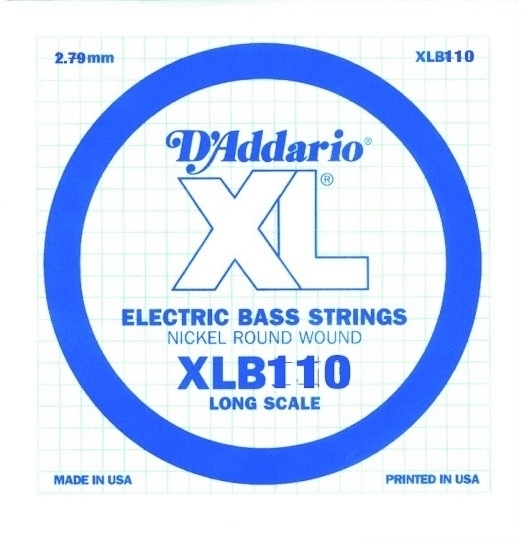 2.79mm XLB110
D'Addario®
XL®
ELECTRIC BASS STRINGS
NICKEL ROUND WOUND
XLB110
LONG SCALE
MADE IN USA PRINTED IN USA